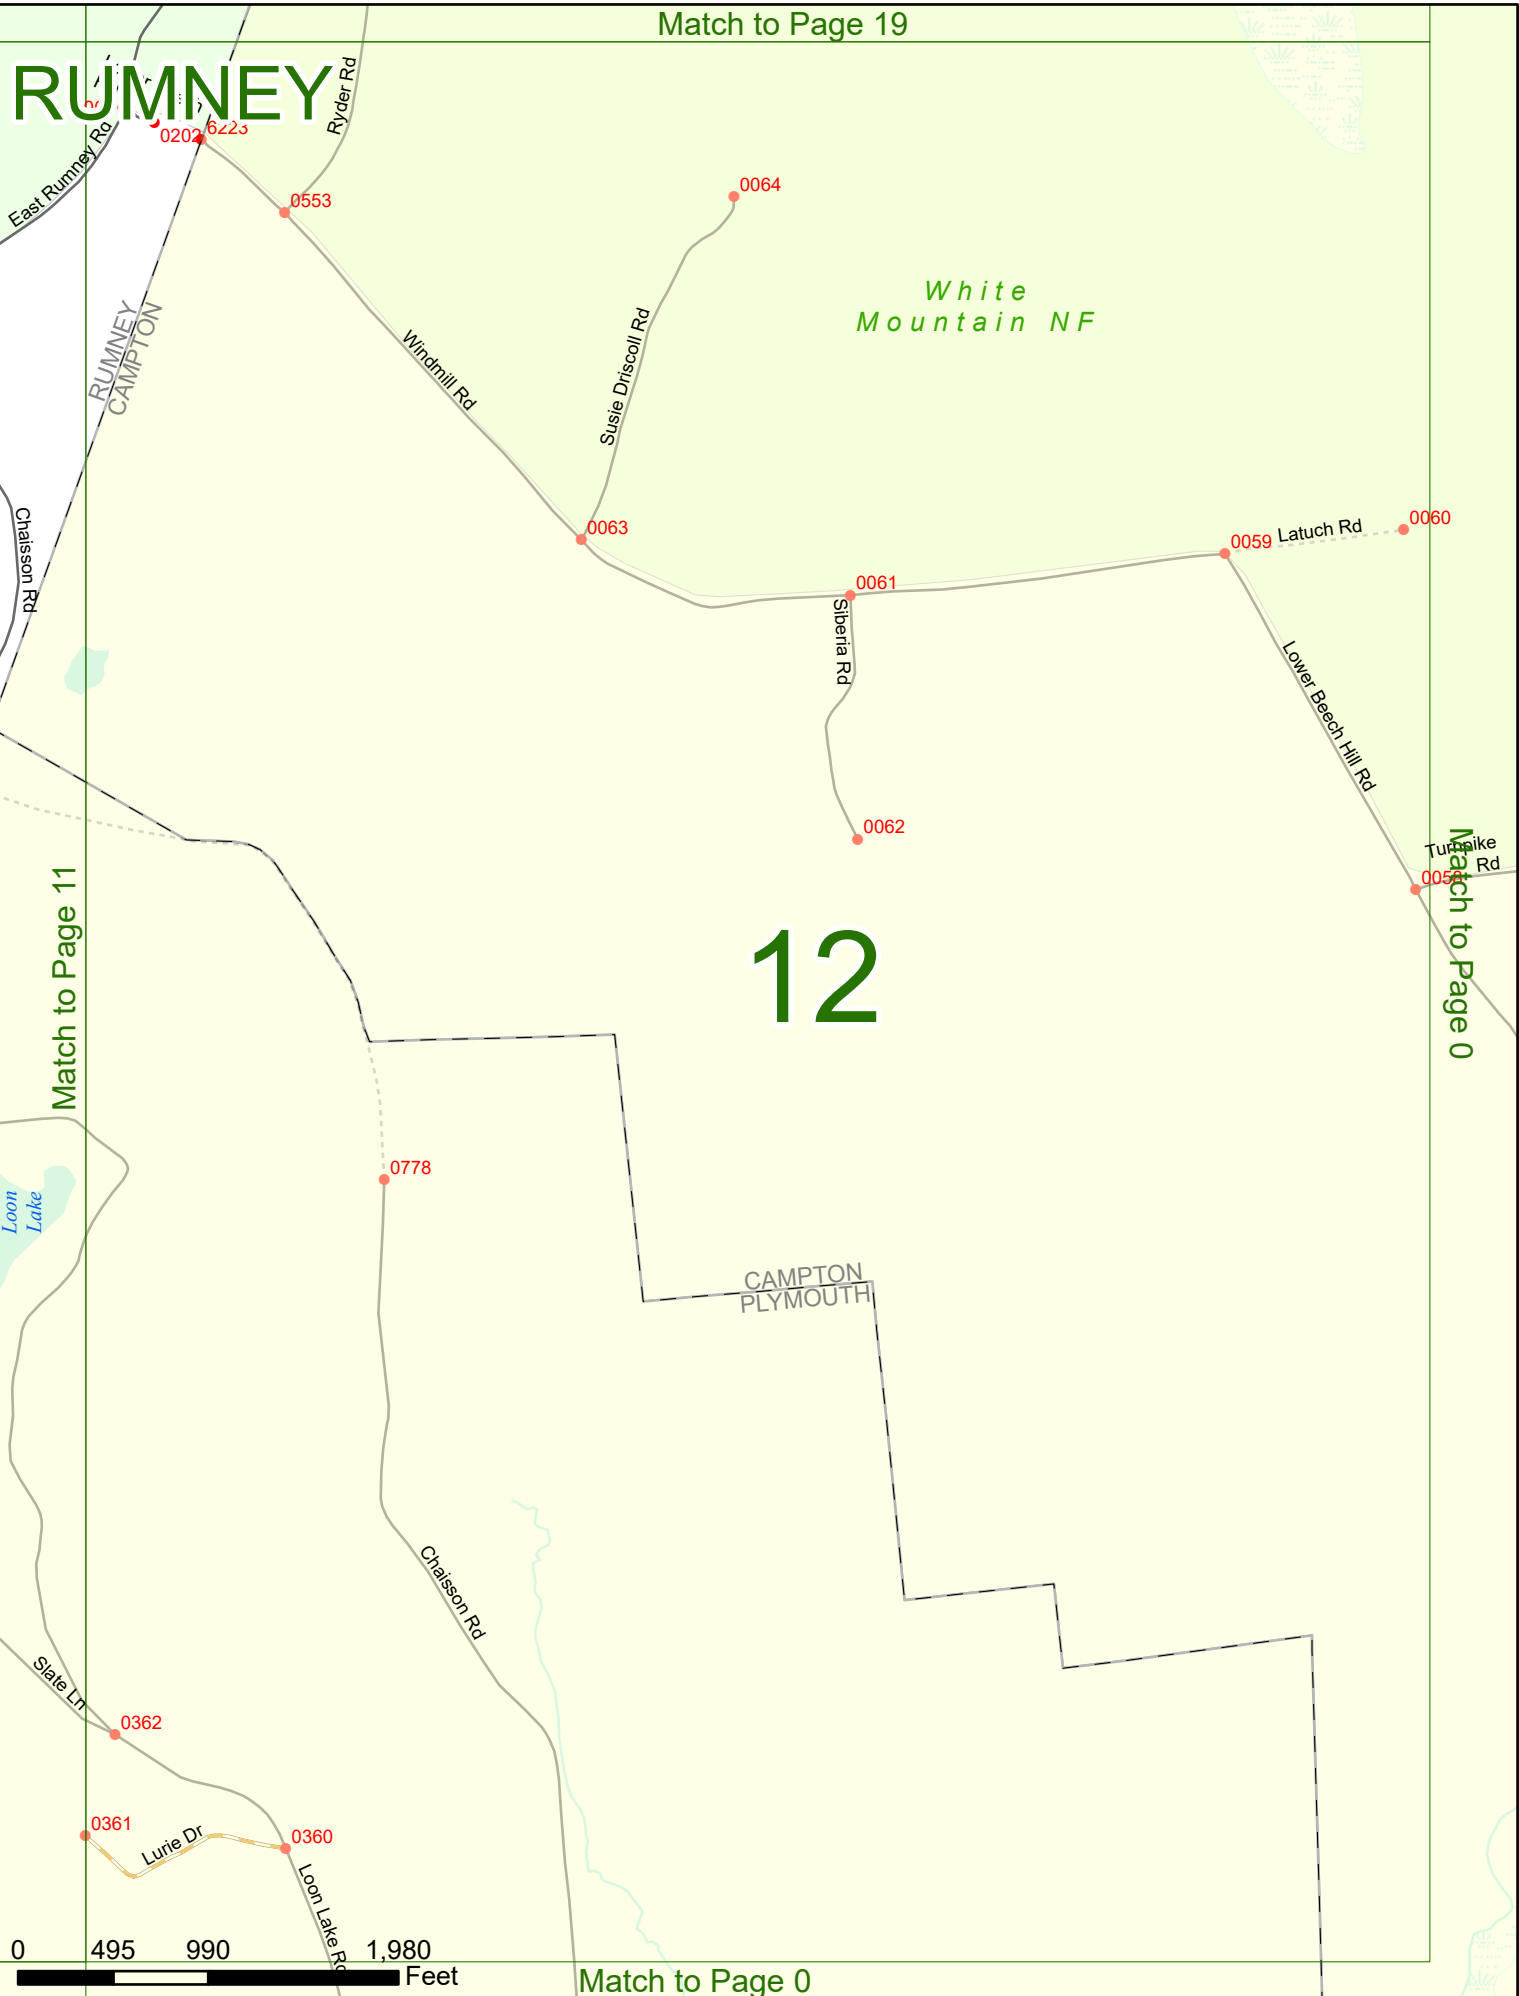 Match to Page 19
RUMNEY
Ryder Rd
0202
6223
East Rumney Rd
0553
0064
White
Mountain NF
RUMNEY
CAMPTON
Windmill Rd
Susie Driscoll Rd
Chaisson Rd
0063
0061
Siberia Rd
0059
Latuch Rd
0060
Lower Beech Hill Rd
0062
Turnpike
Rd
0058
Match to Page 11
12
Match to Page 0
0778
Loon
Lake
CAMPTON
PLYMOUTH
Chaisson Rd
Slate Ln
0362
0361
Lurie Dr
0360
Loon Lake Rd
0
495
990
1,980
Feet
Match to Page 0